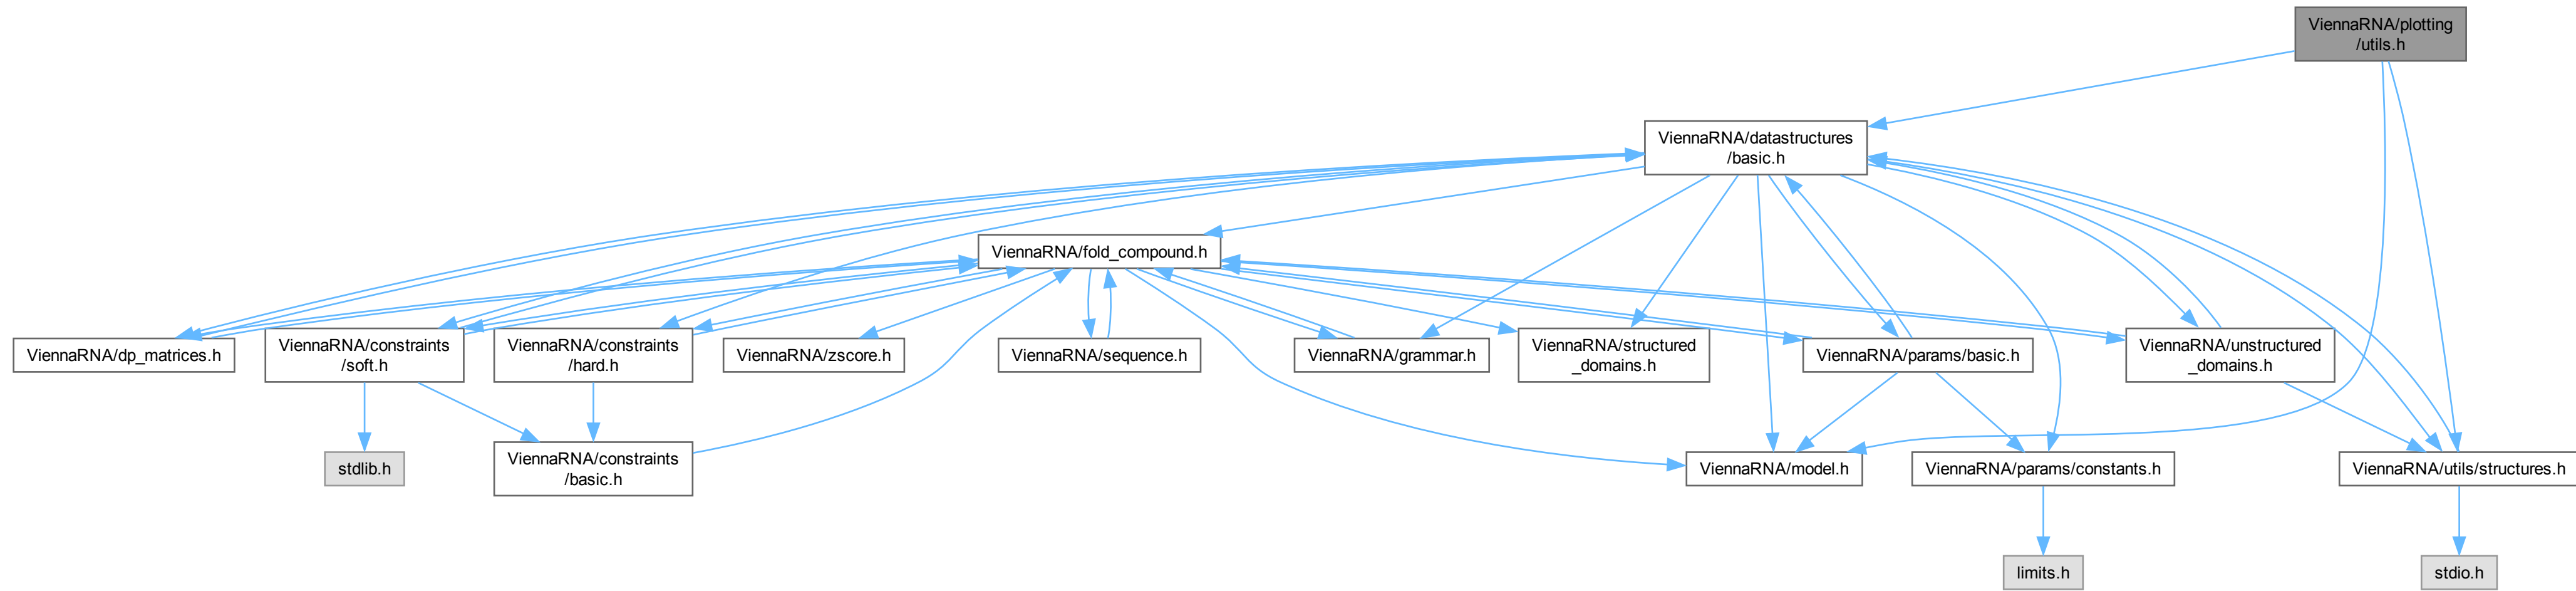 ViennaRNA/plotting
/utils.h
ViennaRNA/datastructures
/basic.h
ViennaRNA/fold_compound.h
ViennaRNA/dp_matrices.h
ViennaRNA/constraints
/soft.h
ViennaRNA/constraints
/hard.h
ViennaRNA/zscore.h
ViennaRNA/sequence.h
ViennaRNA/grammar.h
ViennaRNA/structured
_domains.h
ViennaRNA/params/basic.h
ViennaRNA/unstructured
_domains.h
stdlib.h
ViennaRNA/constraints
/basic.h
ViennaRNA/model.h
ViennaRNA/params/constants.h
ViennaRNA/utils/structures.h
limits.h
stdio.h